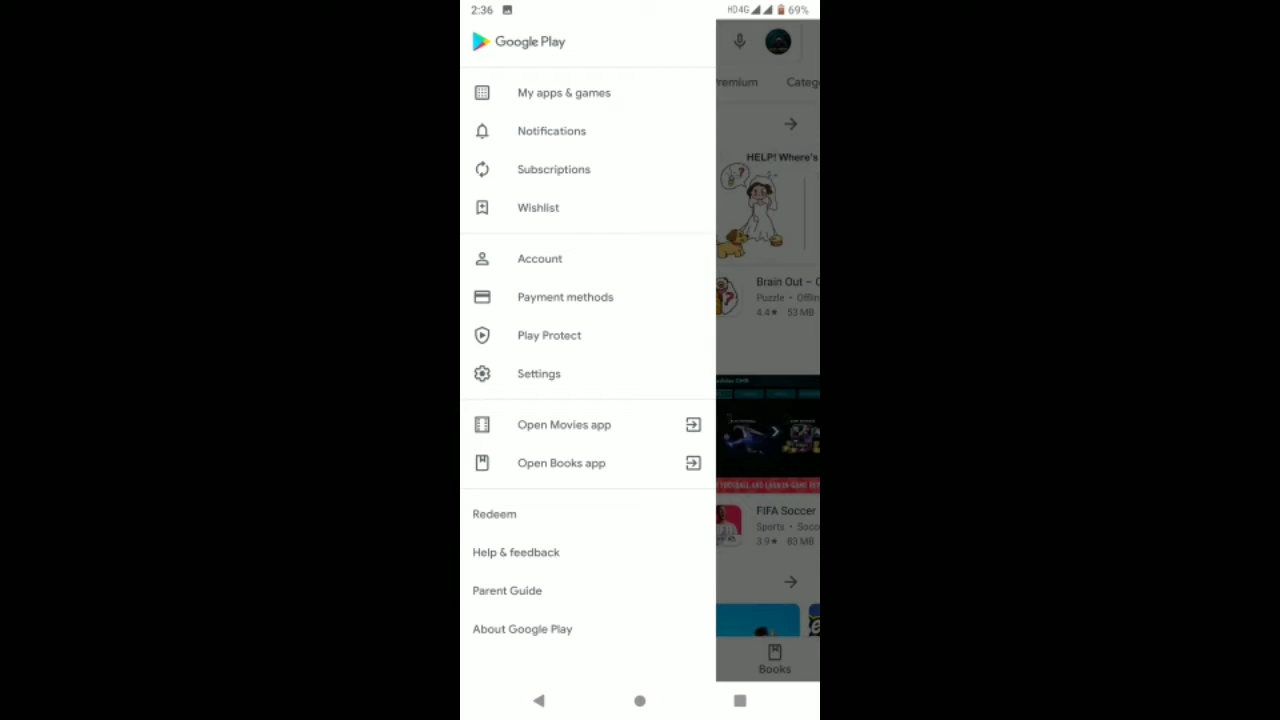 2:36
HD4G 69%
Google Play
My apps & games
Notifications
Subscriptions
Wishlist
Account
Payment methods
Play Protect
Settings
Open Movies app
Open Books app
Redeem
Help & feedback
Parent Guide
About Google Play
remium Categ
HELP! Where's
Brain Out – 
Puzzle • Offlin
4.4★ 53 MB
FIFA Soccer
Sports • Socc
3.9★ 83 MB
Books